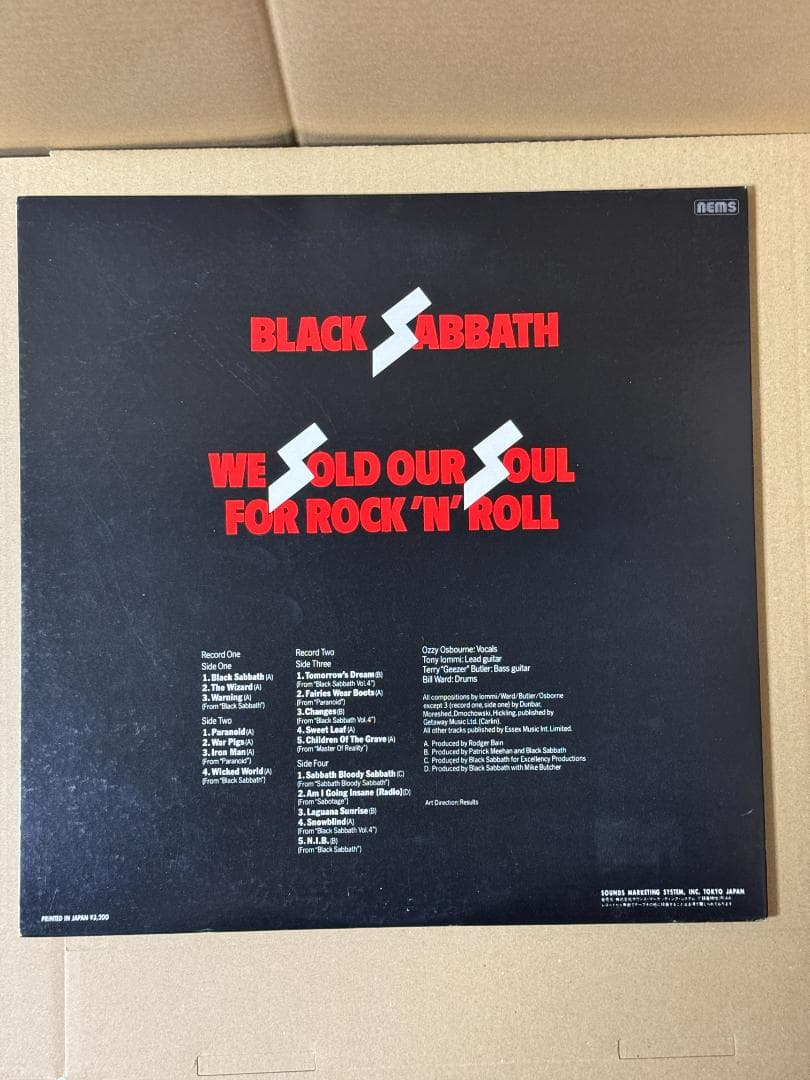 nems
BLACK SABBATH
WE SOLD OUR SOUL
FOR ROCK 'N' ROLL
Record One
Side One
1. Black Sabbath (A)
2. The Wizard (A)
3. Warning (A)
(From "Black Sabbath")
Side Two
1. Paranoid (A)
2. War Pigs (A)
3. Iron Man (A)
(From "Paranoid")
4. Wicked World (A)
(From "Black Sabbath")
Record Two
Side Three
1. Tomorrow's Dream (B)
(From "Black Sabbath Vol.4")
2. Fairies Wear Boots (A)
(From "Paranoid")
3. Changes (B)
(From "Black Sabbath Vol.4")
4. Sweet Leaf (A)
5. Children Of The Grave (A)
(From "Master Of Reality")
Side Four
1. Sabbath Bloody Sabbath (C)
(From "Sabbath Bloody Sabbath")
2. Am I Going Insane (Radio) (D)
(From "Sabotage")
3. Laguana Sunrise (B)
4. Snowblind (A)
(From "Black Sabbath Vol.4")
5. N.I.B. (B)
(From "Black Sabbath")
Ozzy Osbourne: Vocals
Tony Iommi: Lead guitar
Terry "Geezer" Butler: Bass guitar
Bill Ward: Drums
All compositions by Iommi/Ward/Butler/Osborne
except 3 (record one, side one) by Dunbar,
Moreshed, Dmochowski, Hickling, published by
Getaway Music Ltd. (Carlin).
All other tracks published by Essex Music Int. Limited.
A. Produced by Rodger Bain
B. Produced by Patrick Meehan and Black Sabbath
C. Produced by Black Sabbath for Excellency Productions
D. Produced by Black Sabbath with Mike Butcher
Art Direction: Results
SOUNDS MARKETING SYSTEM, INC. TOKYO JAPAN
PRINTED IN JAPAN ¥3,200